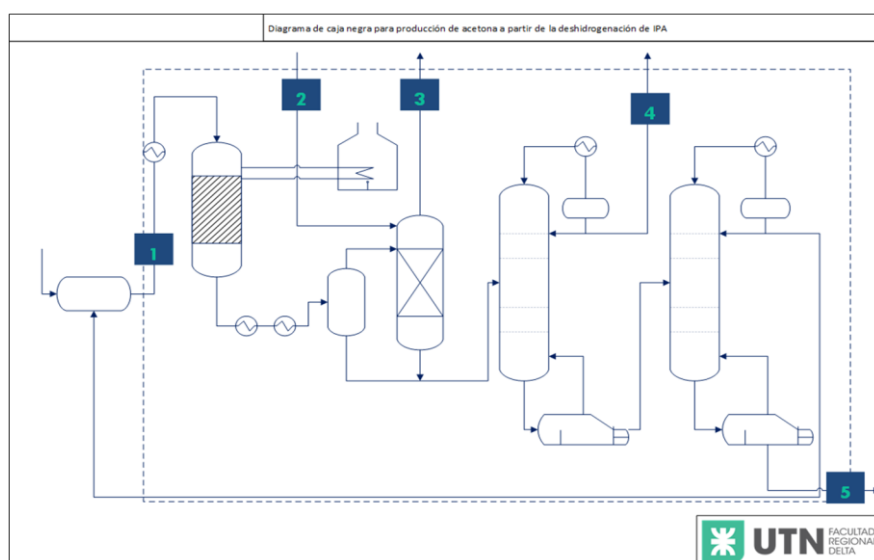 Diagrama de caja negra para producción de acetona a partir de la deshidrogenación de IPA
2
3
4
1
5
UTN
FACULTAD
REGIONAL
DELTA